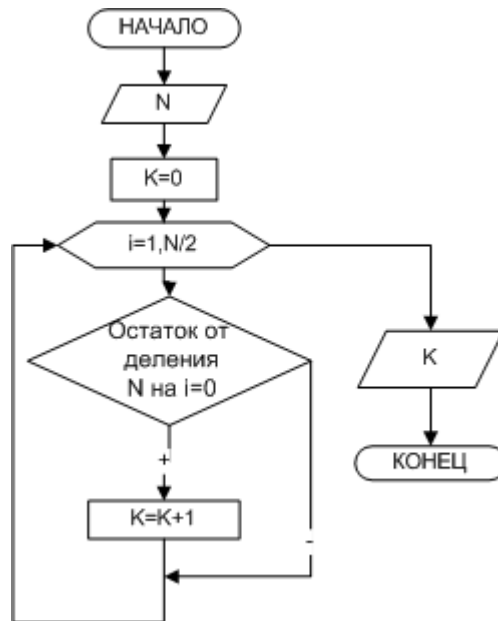 НАЧАЛО
N
K=0
i=1,N/2
Остаток от
деления
N на i=0
+
K=K+1
-
K
КОНЕЦ